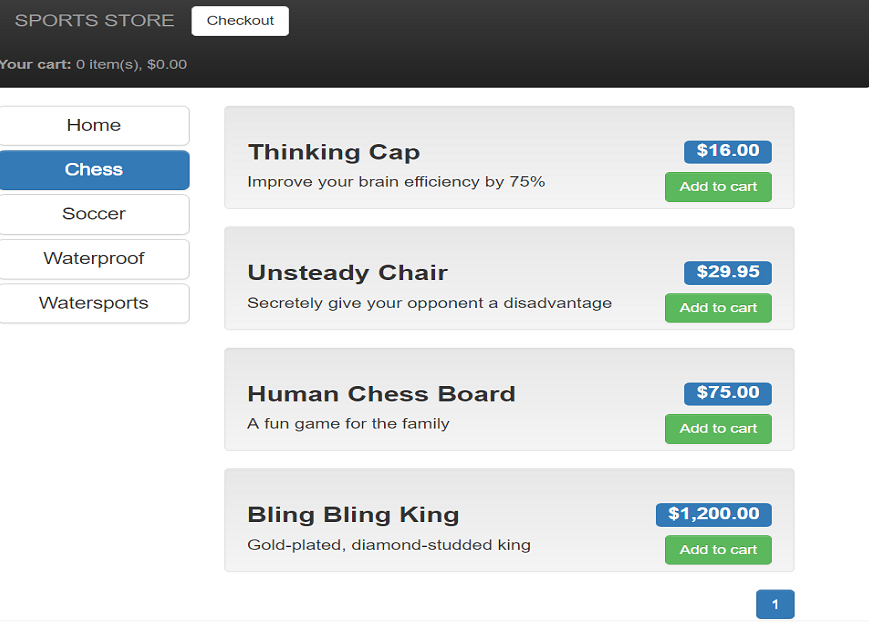 SPORTS STORE Checkout
Your cart: 0 item(s), $0.00
Home
Chess
Soccer
Waterproof
Watersports
Thinking Cap $16.00
Improve your brain efficiency by 75% Add to cart
Unsteady Chair $29.95
Secretely give your opponent a disadvantage Add to cart
Human Chess Board $75.00
A fun game for the family Add to cart
Bling Bling King $1,200.00
Gold-plated, diamond-studded king Add to cart
1